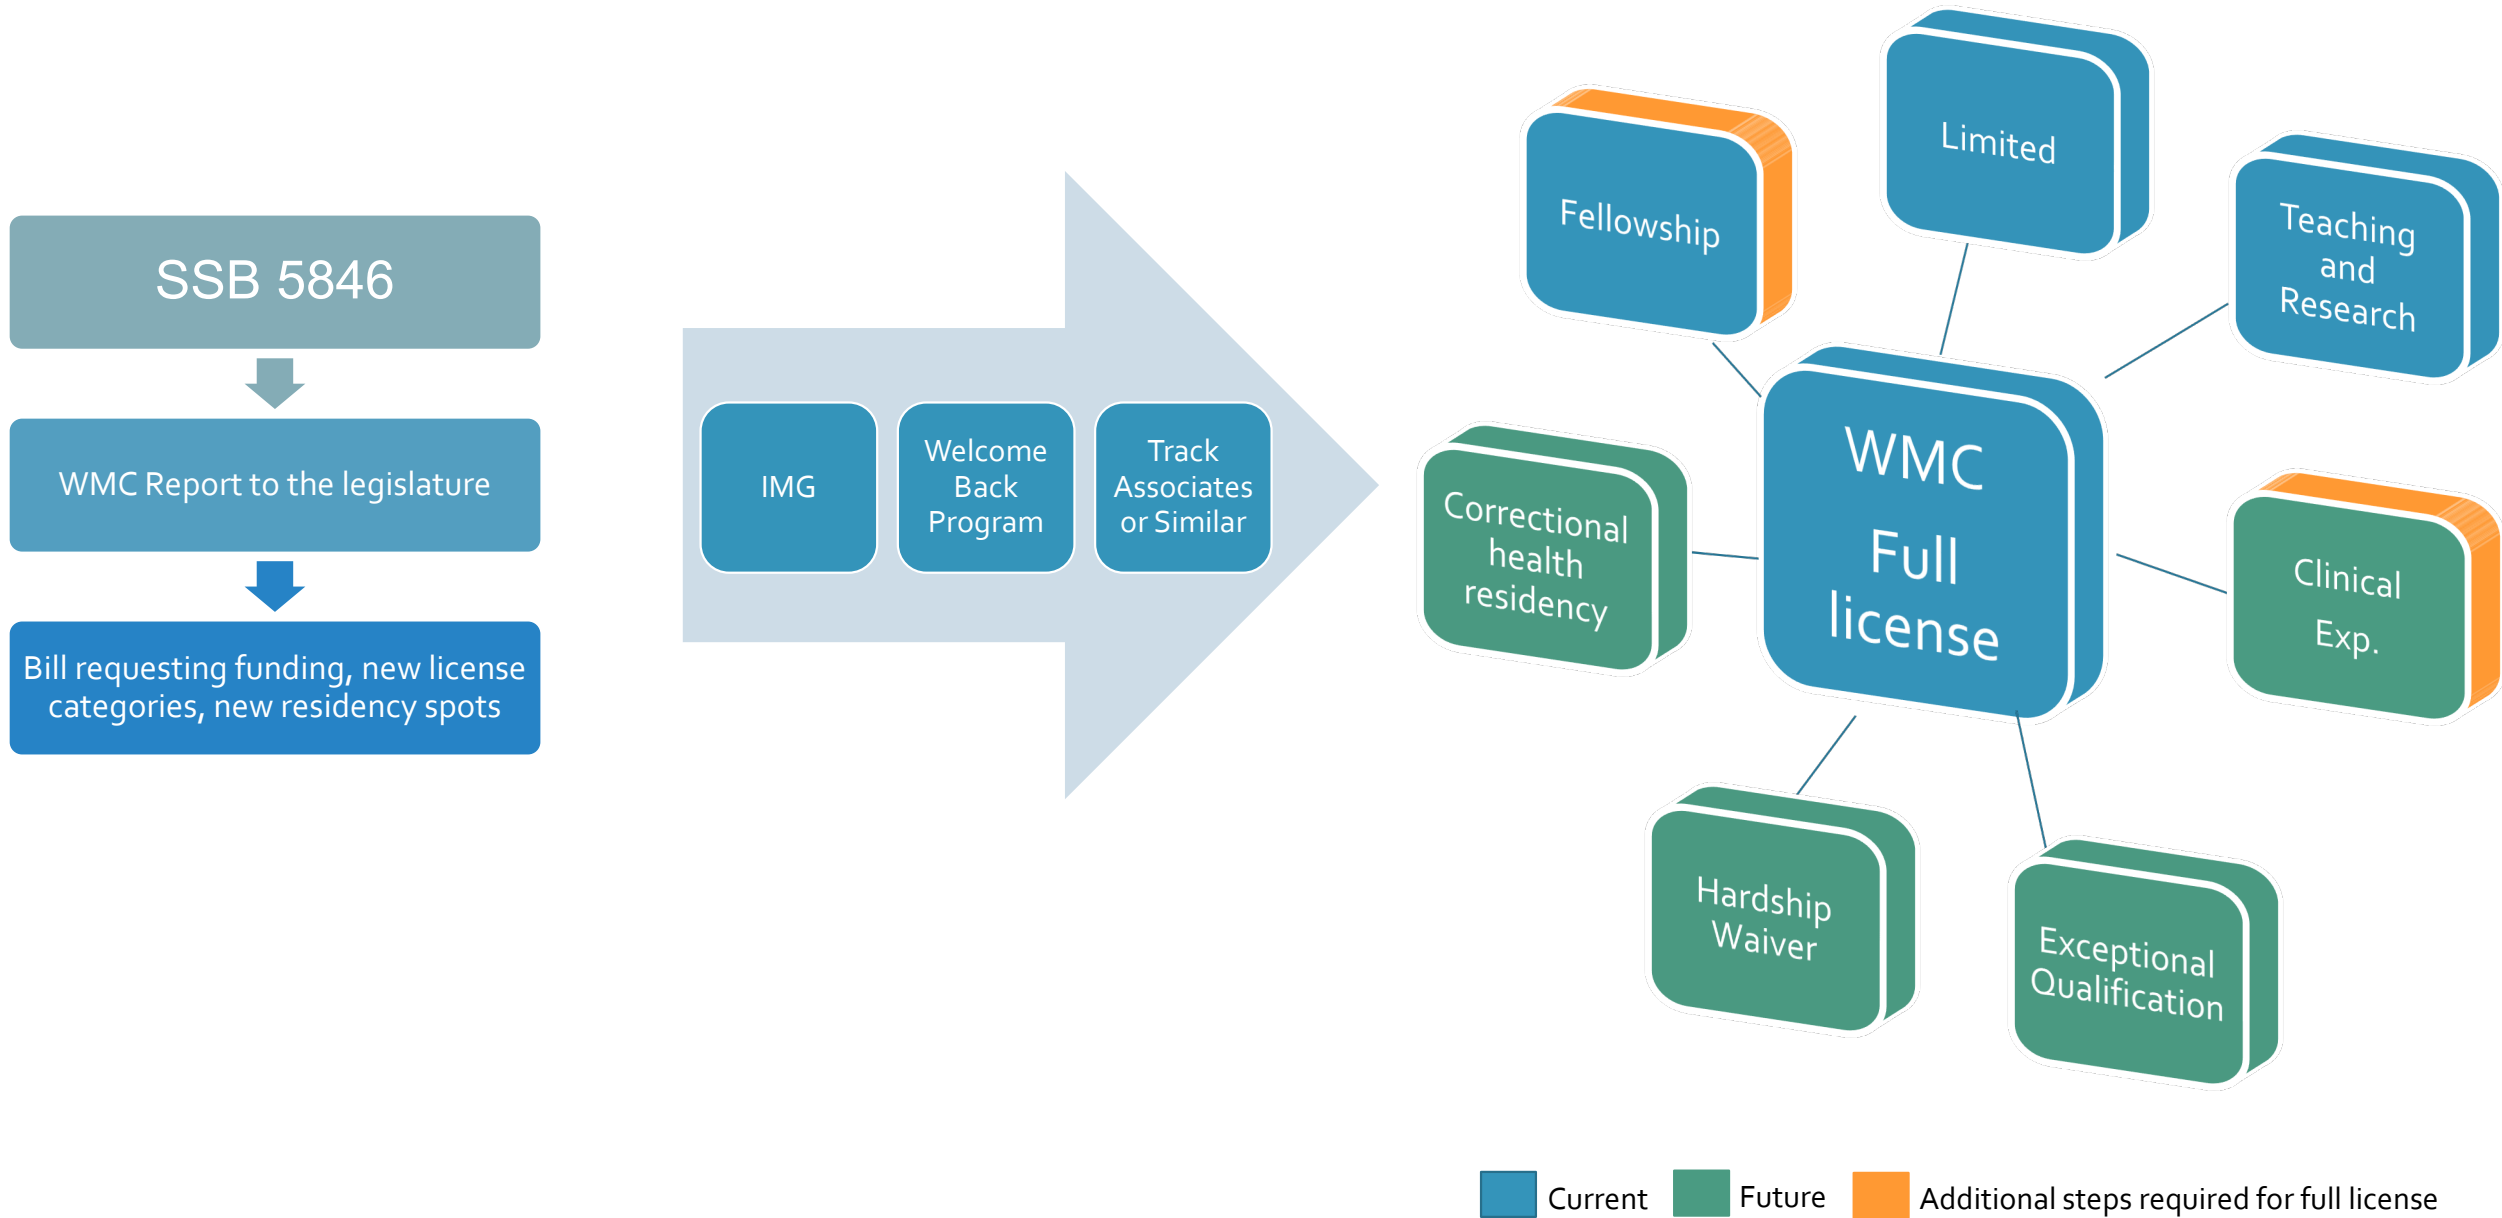 SSB 5846
WMC Report to the legislature
Bill requesting funding, new license
categories, new residency spots
IMG
Welcome
Back
Program
Track
Associates
or Similar
Limited
Fellowship
Teaching
and
Research
WMC
Full
license
Correctional
health
residency
Clinical
Exp.
Hardship
Waiver
Exceptional
Qualification
Current
Future
Additional steps required for full license